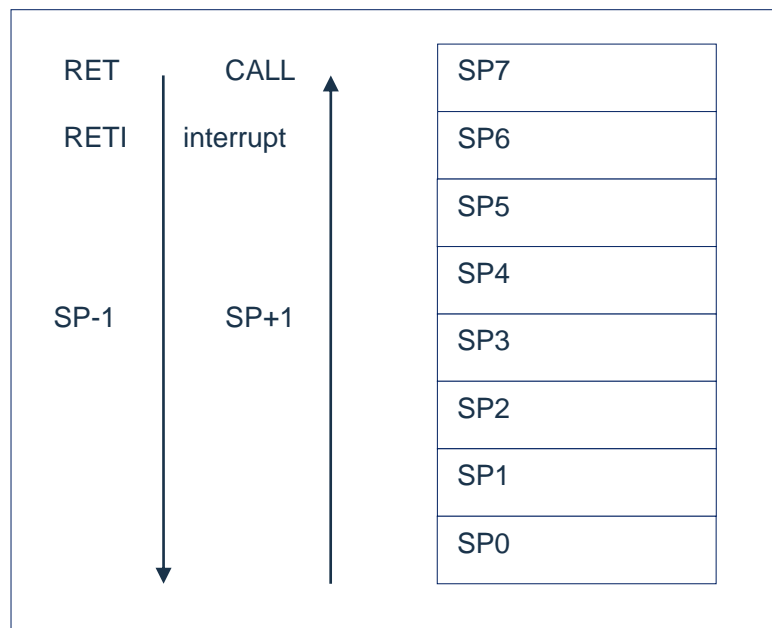 RET CALL SP7
RETI interrupt SP6
SP5
SP4
SP-1 SP+1
SP3
SP2
SP1
SP0